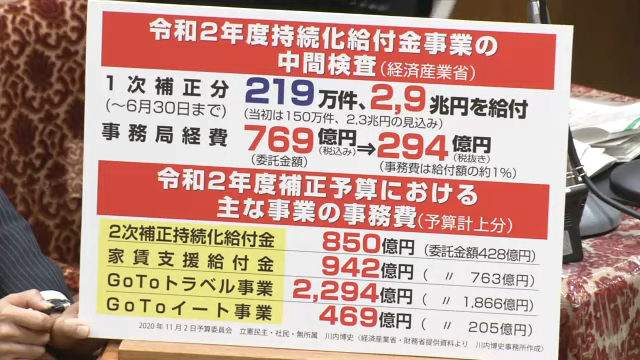 令和2年度持続化給付金事業の
中間検査(経済産業省)
1次補正分 219万件、2,9兆円を給付
(〜6月30日まで) (当初は150万件、2,3兆円の見込み)
事務局経費 769億円(税込み)→294億円(税抜き)
(委託金額) (事務費は給付額の約1%)
令和2年度補正予算における
主な事業の事務費(予算計上分)
2次補正持続化給付金 850億円 (委託金額428億円)
家賃支援給付金 942億円 ( 〃 763億円)
GoToトラベル事業 2,294億円 ( 〃 1,866億円)
GoToイート事業 469億円 ( 〃 205億円)
2020年11月2日予算委員会 立憲民主・社民・無所属 川内博史(経済産業省・財務省提供資料より 川内博史事務所作成)